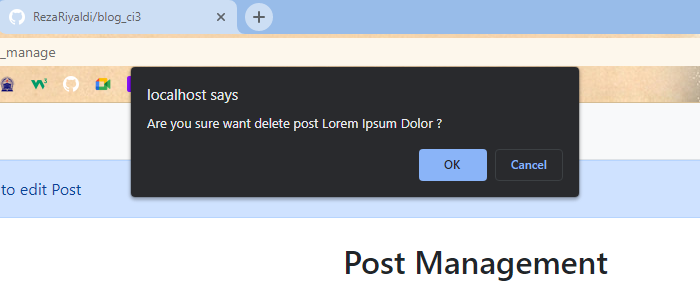 RezaRiyaldi/blog_ci3
_manage
localhost says
Are you sure want delete post Lorem Ipsum Dolor ?
OK
Cancel
to edit Post
Post Management